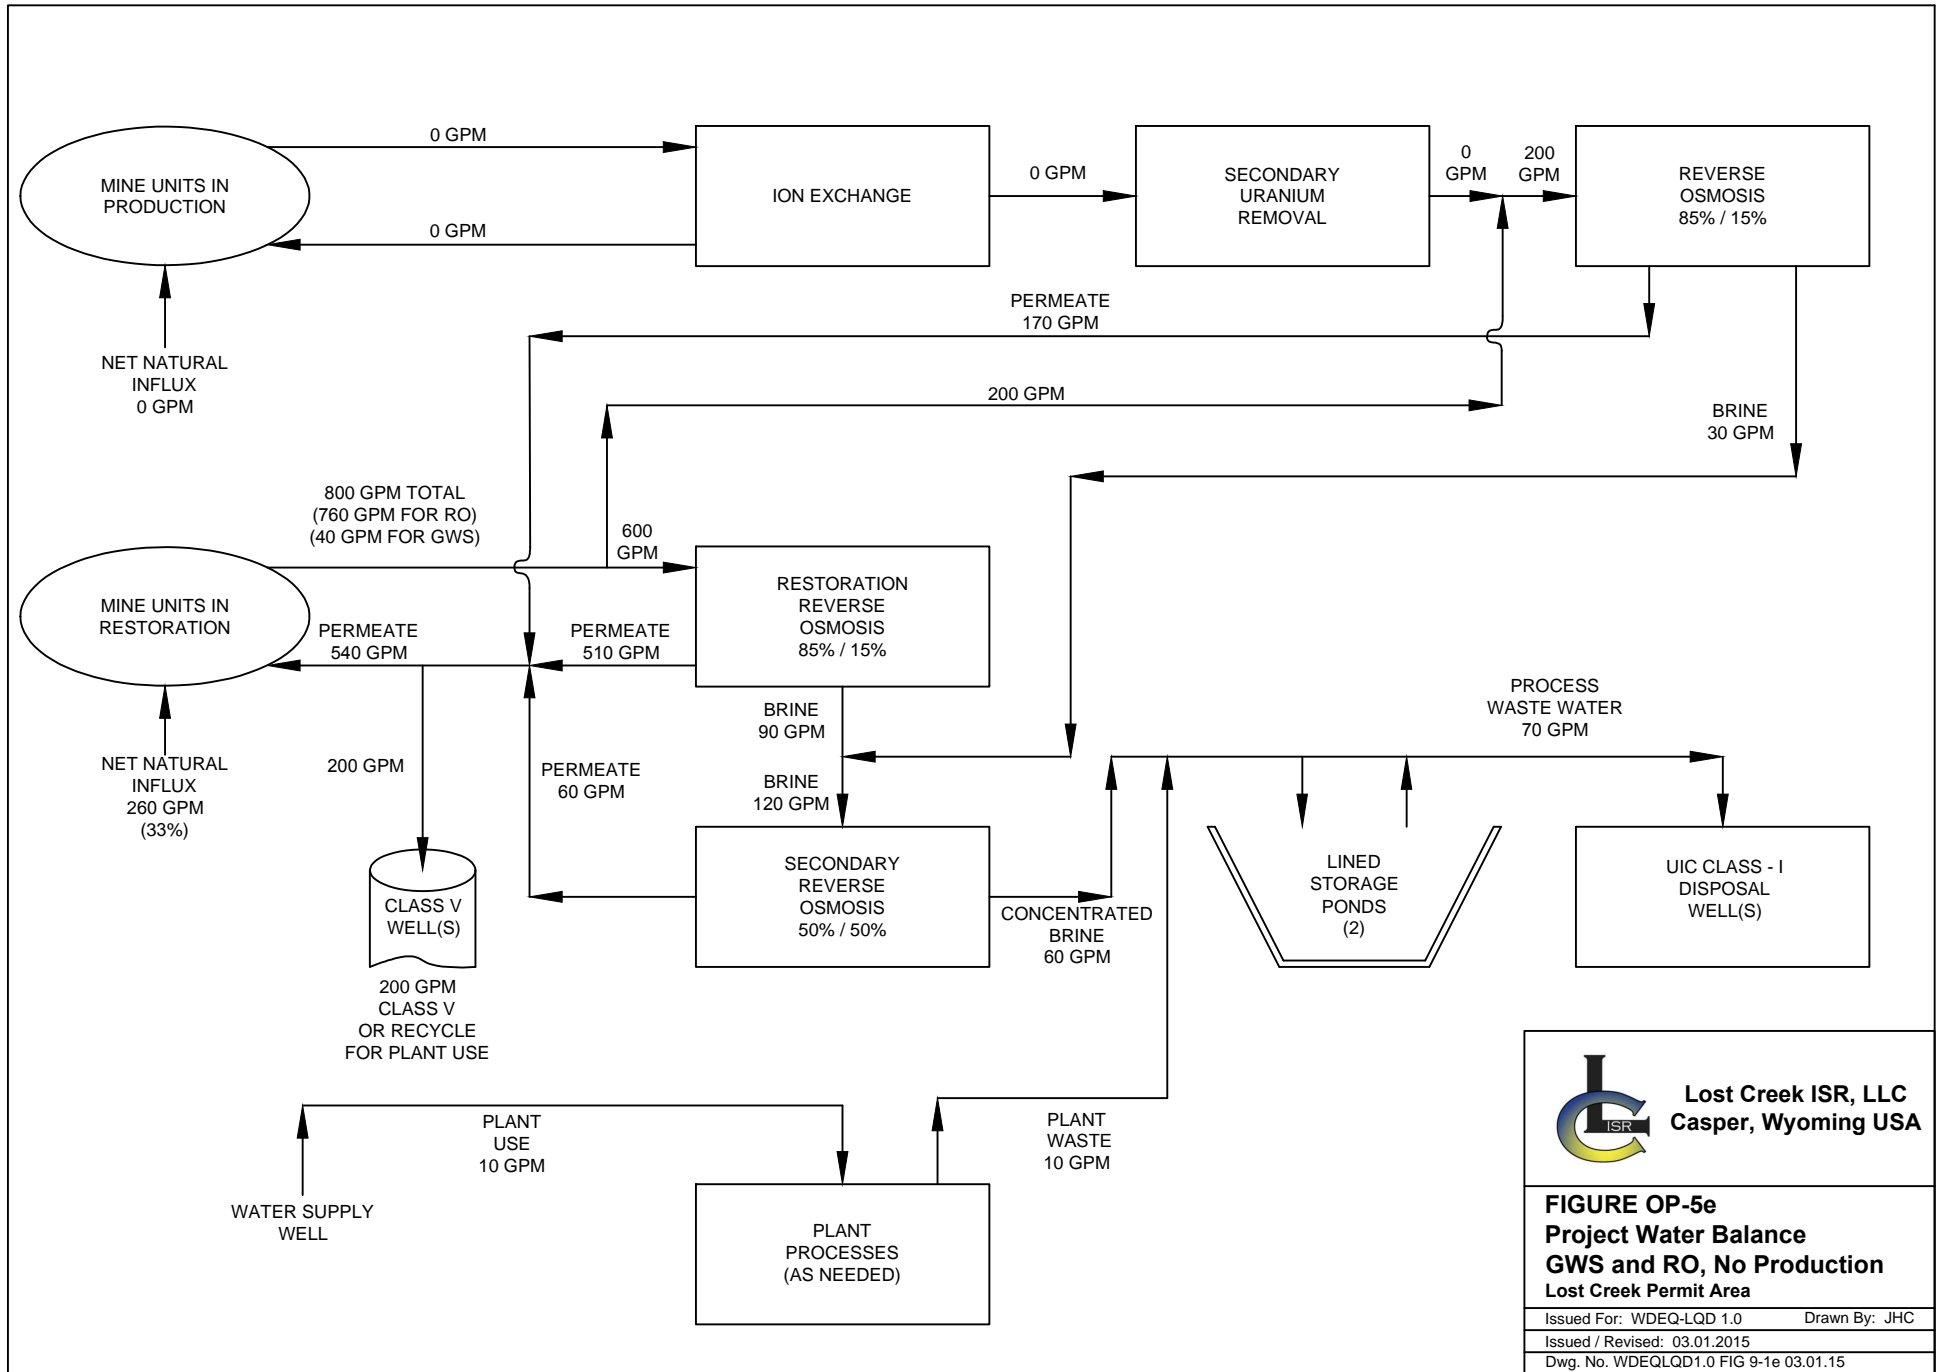 0 GPM
MINE UNITS IN
PRODUCTION
0 GPM
NET NATURAL
INFLUX
0 GPM
ION EXCHANGE
0 GPM
SECONDARY
URANIUM
REMOVAL
0
GPM
200
GPM
REVERSE
OSMOSIS
85% / 15%
PERMEATE
170 GPM
200 GPM
BRINE
30 GPM
800 GPM TOTAL
(760 GPM FOR RO)
(40 GPM FOR GWS)
600
GPM
MINE UNITS IN
RESTORATION
PERMEATE
540 GPM
PERMEATE
510 GPM
RESTORATION
REVERSE
OSMOSIS
85% / 15%
NET NATURAL
INFLUX
260 GPM
(33%)
200 GPM
PERMEATE
60 GPM
BRINE
90 GPM
BRINE
120 GPM
PROCESS
WASTE WATER
70 GPM
CLASS V
WELL(S)
200 GPM
CLASS V
OR RECYCLE
FOR PLANT USE
SECONDARY
REVERSE
OSMOSIS
50% / 50%
CONCENTRATED
BRINE
60 GPM
LINED
STORAGE
PONDS
(2)
UIC CLASS - I
DISPOSAL
WELL(S)
WATER SUPPLY
WELL
PLANT
USE
10 GPM
PLANT
PROCESSES
(AS NEEDED)
PLANT
WASTE
10 GPM
L
C
ISR
Lost Creek ISR, LLC
Casper, Wyoming USA
FIGURE OP-5e
Project Water Balance
GWS and RO, No Production
Lost Creek Permit Area
Issued For: WDEQ-LQD 1.0 Drawn By: JHC
Issued / Revised: 03.01.2015
Dwg. No. WDEQLQD1.0 FIG 9-1e 03.01.15